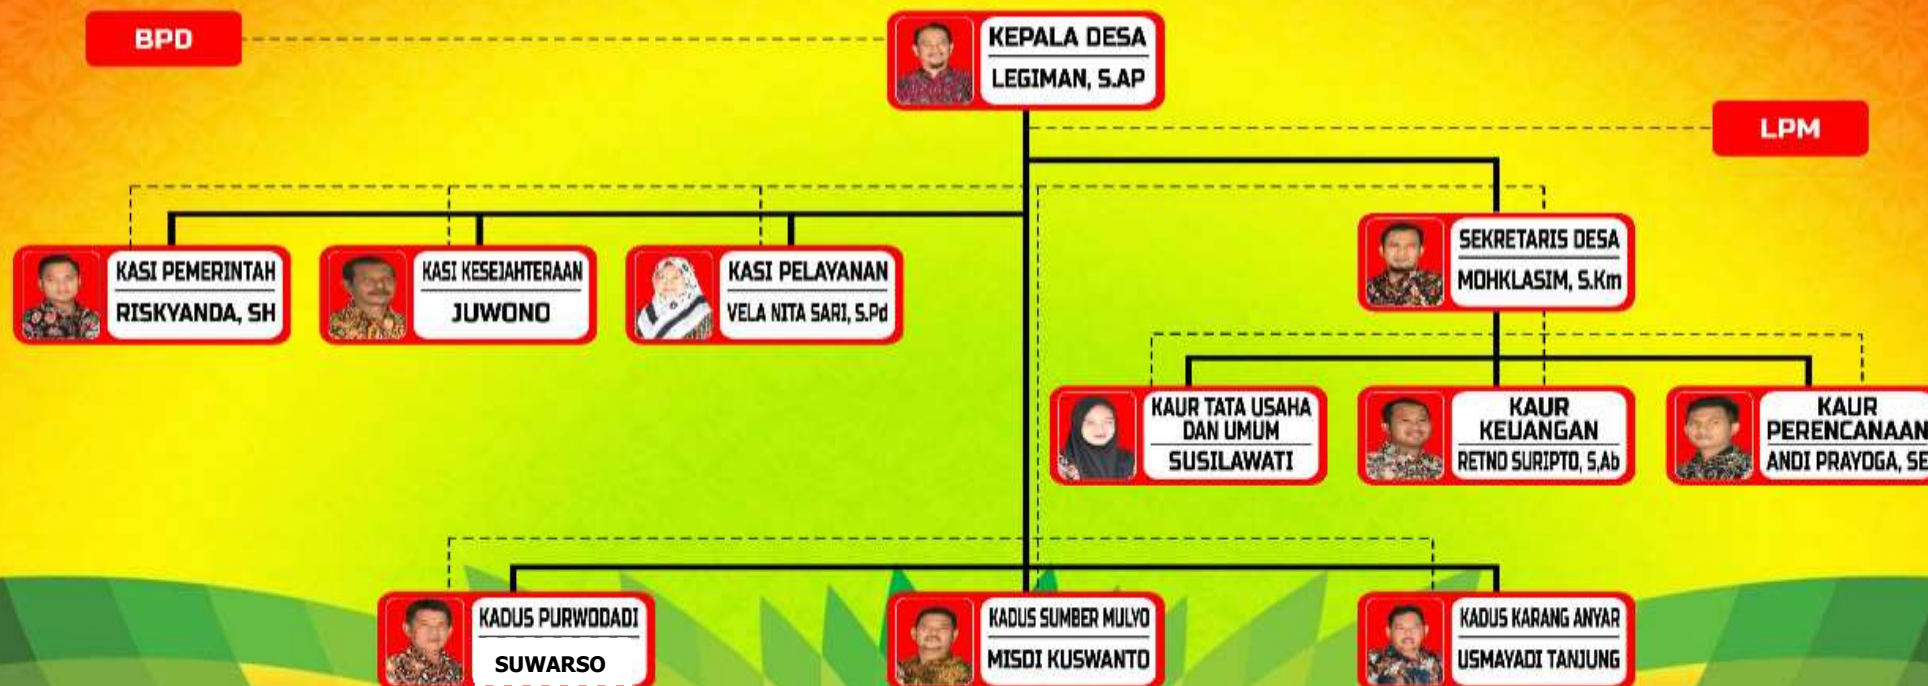 BPD
KEPALA DESA
LEGIMAN, S.AP
LPM
SEKRETARIS DESA
MOHKLASIM, S.Km
KASI PEMERINTAH
RISKYANDA, SH
KASI KESEJAHTERAAN
JUWONO
KASI PELAYANAN
VELA NITA SARI, S.Pd
KAUR TATA USAHA
DAN UMUM
SUSILAWATI
KAUR
KEUANGAN
RETNO SURIPTO, S,Ab
KAUR
PERENCANAAN
ANDI PRAYOGA, SE
KADUS PURWODADI
SUWARSO
KADUS SUMBER MULYO
MISDI KUSWANTO
KADUS KARANG ANYAR
USMAYADI TANJUNG